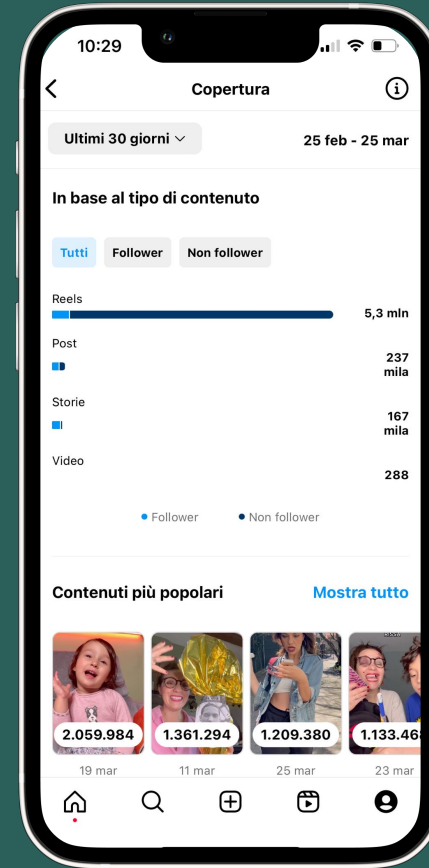 10:29
Copertura
Ultimi 30 giorni
25 feb - 25 mar
In base al tipo di contenuto
Tutti
Follower
Non follower
Reels
5,3 mln
Post
237
mila
Storie
167
mila
Video
288
Follower
Non follower
Contenuti più popolari
Mostra tutto
2.059.984
1.361.294
1.209.380
1.133.46
19 mar
11 mar
25 mar
23 mar